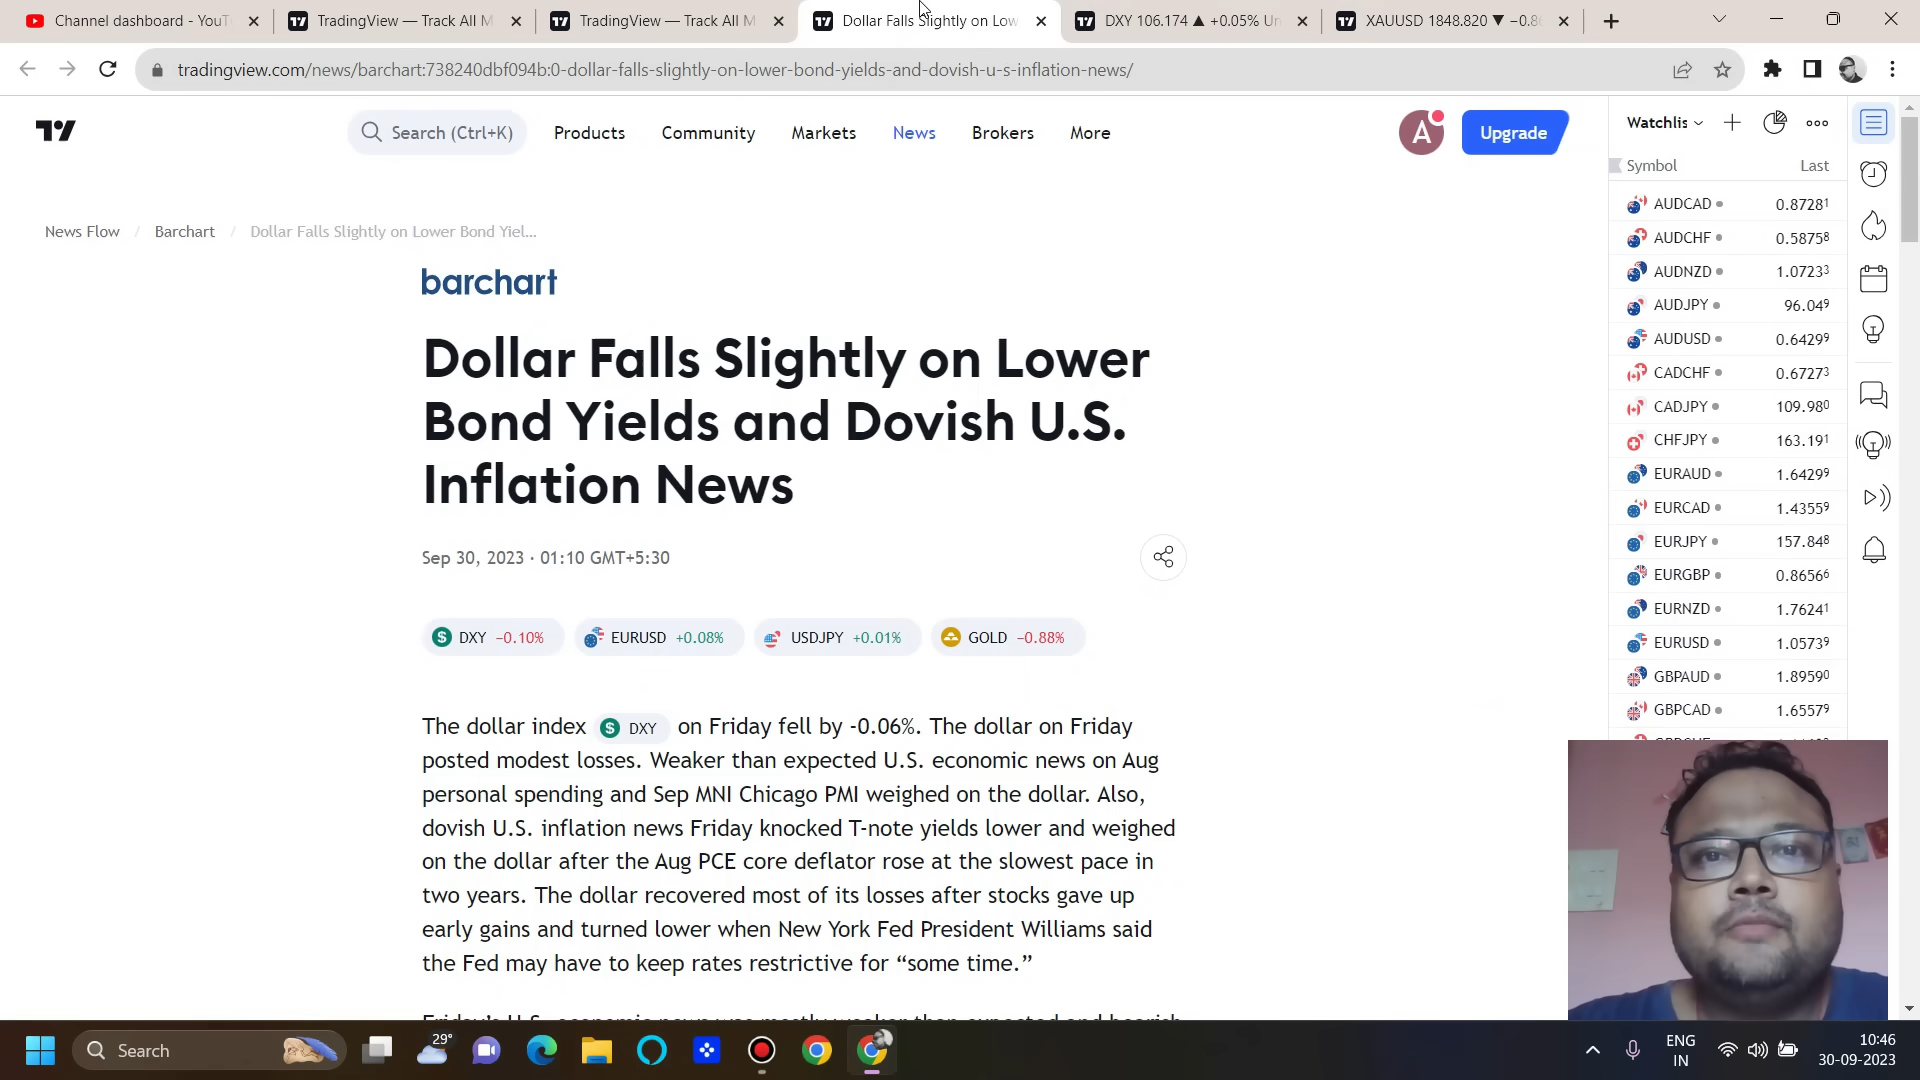 Channel dashboard - YouT
TradingView — Track All M
TradingView — Track All M
Dollar Falls Slightly on Low
DXY 106.174 ▲ +0.05% Un
XAUUSD 1848.820 ▼ −0.8
tradingview.com/news/barchart:738240dbf094b:0-dollar-falls-slightly-on-lower-bond-yields-and-dovish-u-s-inflation-news/
Search (Ctrl+K)
Products
Community
Markets
News
Brokers
More
A
Upgrade
News Flow / Barchart / Dollar Falls Slightly on Lower Bond Yiel...
barchart
Dollar Falls Slightly on Lower
Bond Yields and Dovish U.S.
Inflation News
Sep 30, 2023 · 01:10 GMT+5:30
DXY −0.10%
EURUSD +0.08%
USDJPY +0.01%
GOLD −0.88%
The dollar index DXY on Friday fell by -0.06%. The dollar on Friday
posted modest losses. Weaker than expected U.S. economic news on Aug
personal spending and Sep MNI Chicago PMI weighed on the dollar. Also,
dovish U.S. inflation news Friday knocked T-note yields lower and weighed
on the dollar after the Aug PCE core deflator rose at the slowest pace in
two years. The dollar recovered most of its losses after stocks gave up
early gains and turned lower when New York Fed President Williams said
the Fed may have to keep rates restrictive for “some time.”
Friday's U.S. economic news was mostly weaker than expected and bearish
Watchlis
Symbol Last
AUDCAD 0.87281
AUDCHF 0.58758
AUDNZD 1.07233
AUDJPY 96.049
AUDUSD 0.64299
CADCHF 0.67273
CADJPY 109.980
CHFJPY 163.191
EURAUD 1.64299
EURCAD 1.43559
EURJPY 157.848
EURGBP 0.86566
EURNZD 1.76241
EURUSD 1.05739
GBPAUD 1.89590
GBPCAD 1.65579
29°
Search
ENG
IN
10:46
30-09-2023